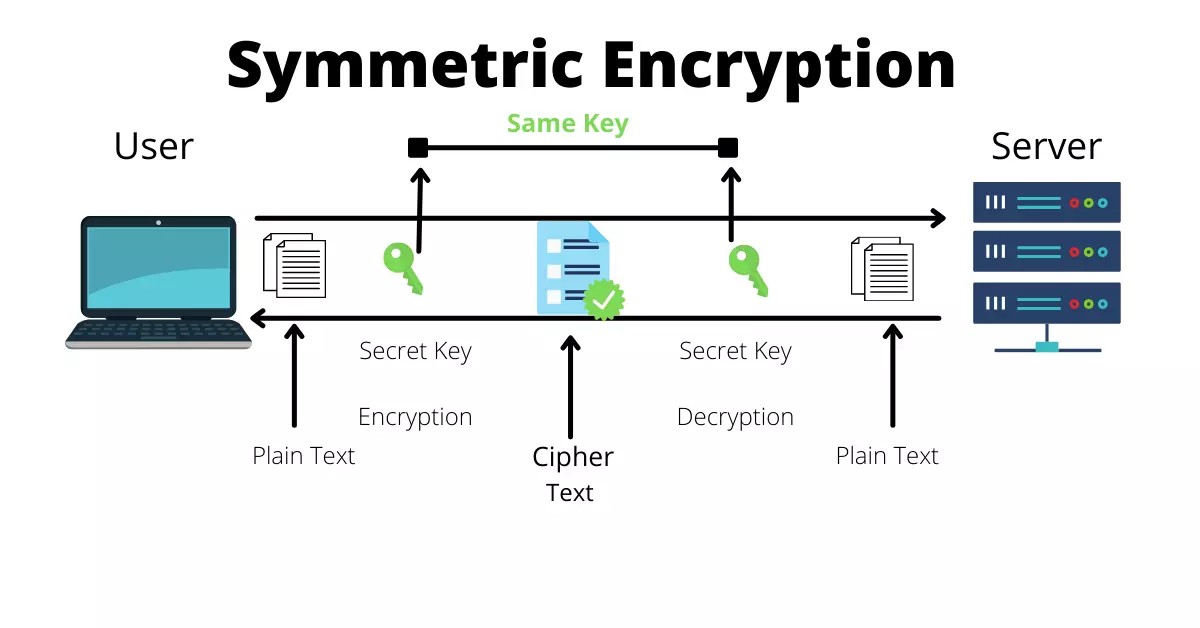 Symmetric Encryption
Same Key
User
Server
Secret Key
Secret Key
Encryption
Decryption
Plain Text
Cipher
Text
Plain Text